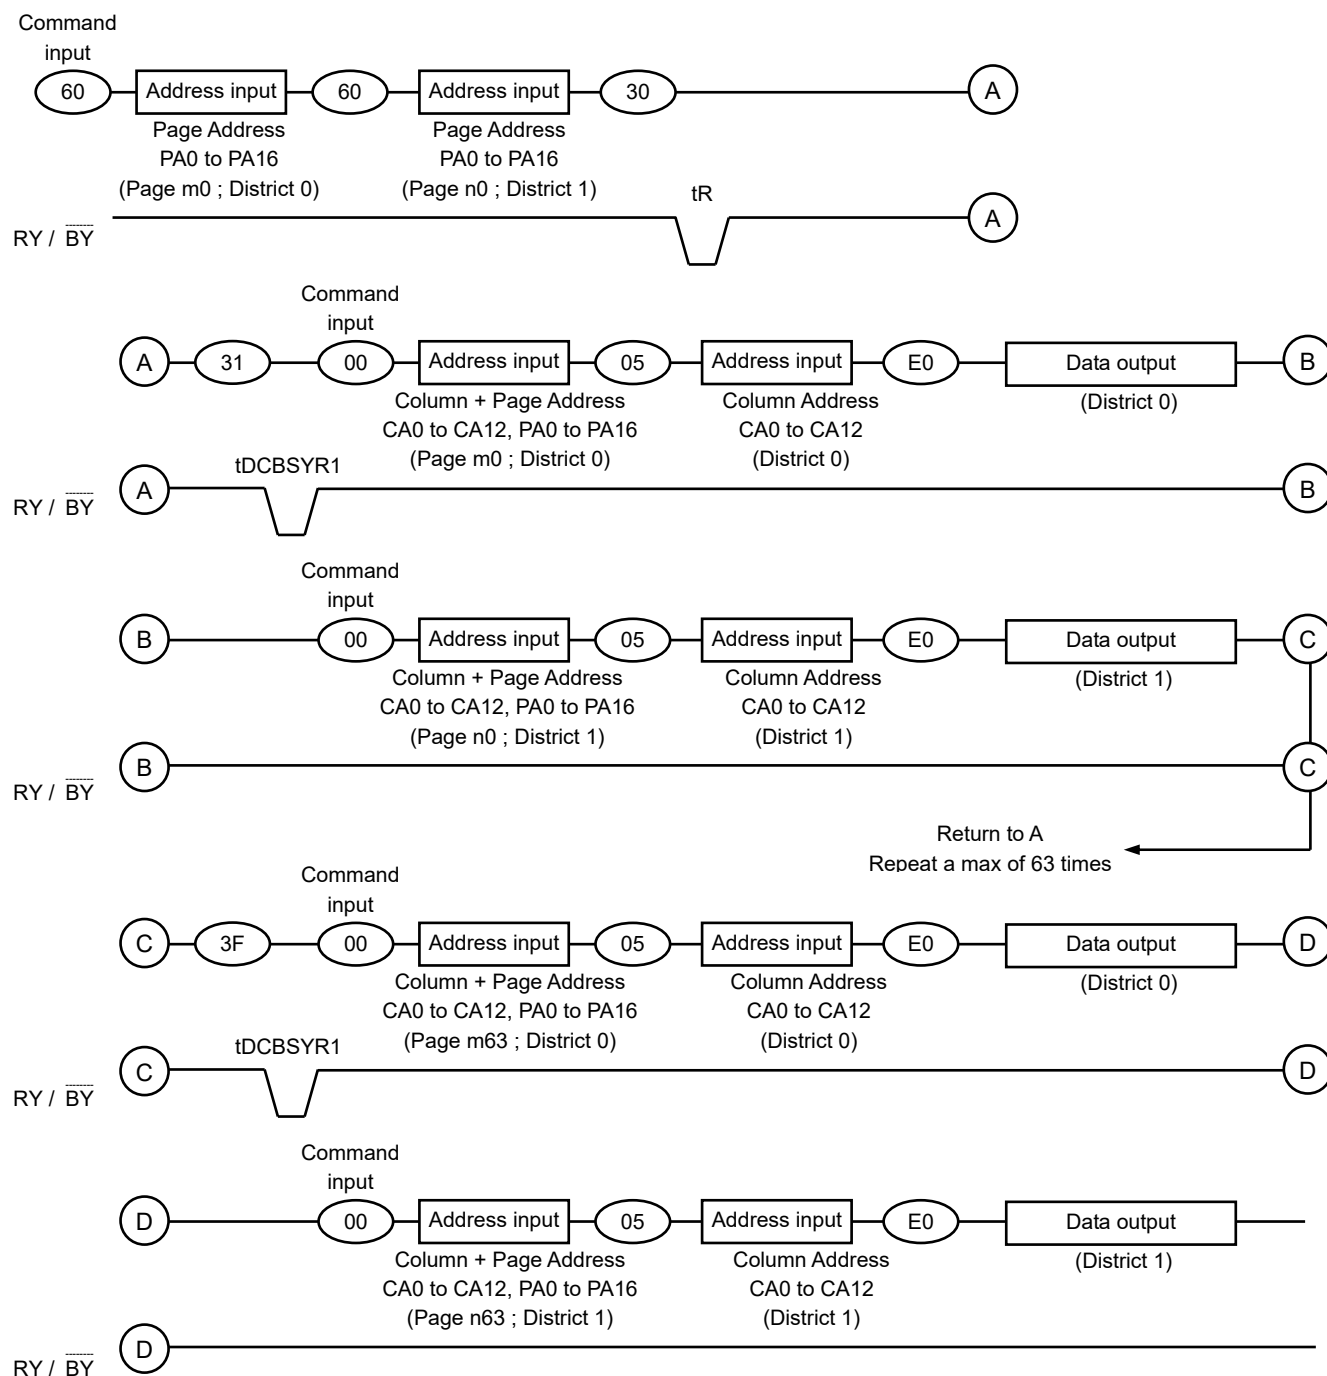 Command
input
60 Address input 60 Address input 30 A
Page Address Page Address
PA0 to PA16 PA0 to PA16
(Page m0 ; District 0) (Page n0 ; District 1)
tR
A
RY / BY
Command
input
A 31 00 Address input 05 Address input E0 Data output B
Column + Page Address Column Address (District 0)
CA0 to CA12, PA0 to PA16 CA0 to CA12
(Page m0 ; District 0) (District 0)
tDCBSYR1
A B
RY / BY
Command
input
B 00 Address input 05 Address input E0 Data output C
Column + Page Address Column Address (District 1)
CA0 to CA12, PA0 to PA16 CA0 to CA12
(Page n0 ; District 1) (District 1)
B C
RY / BY
Return to A
Repeat a max of 63 times
Command
input
C 3F 00 Address input 05 Address input E0 Data output D
Column + Page Address Column Address (District 0)
CA0 to CA12, PA0 to PA16 CA0 to CA12
(Page m63 ; District 0) (District 0)
tDCBSYR1
C D
RY / BY
Command
input
D 00 Address input 05 Address input E0 Data output
Column + Page Address Column Address (District 1)
CA0 to CA12, PA0 to PA16 CA0 to CA12
(Page n63 ; District 1) (District 1)
D
RY / BY